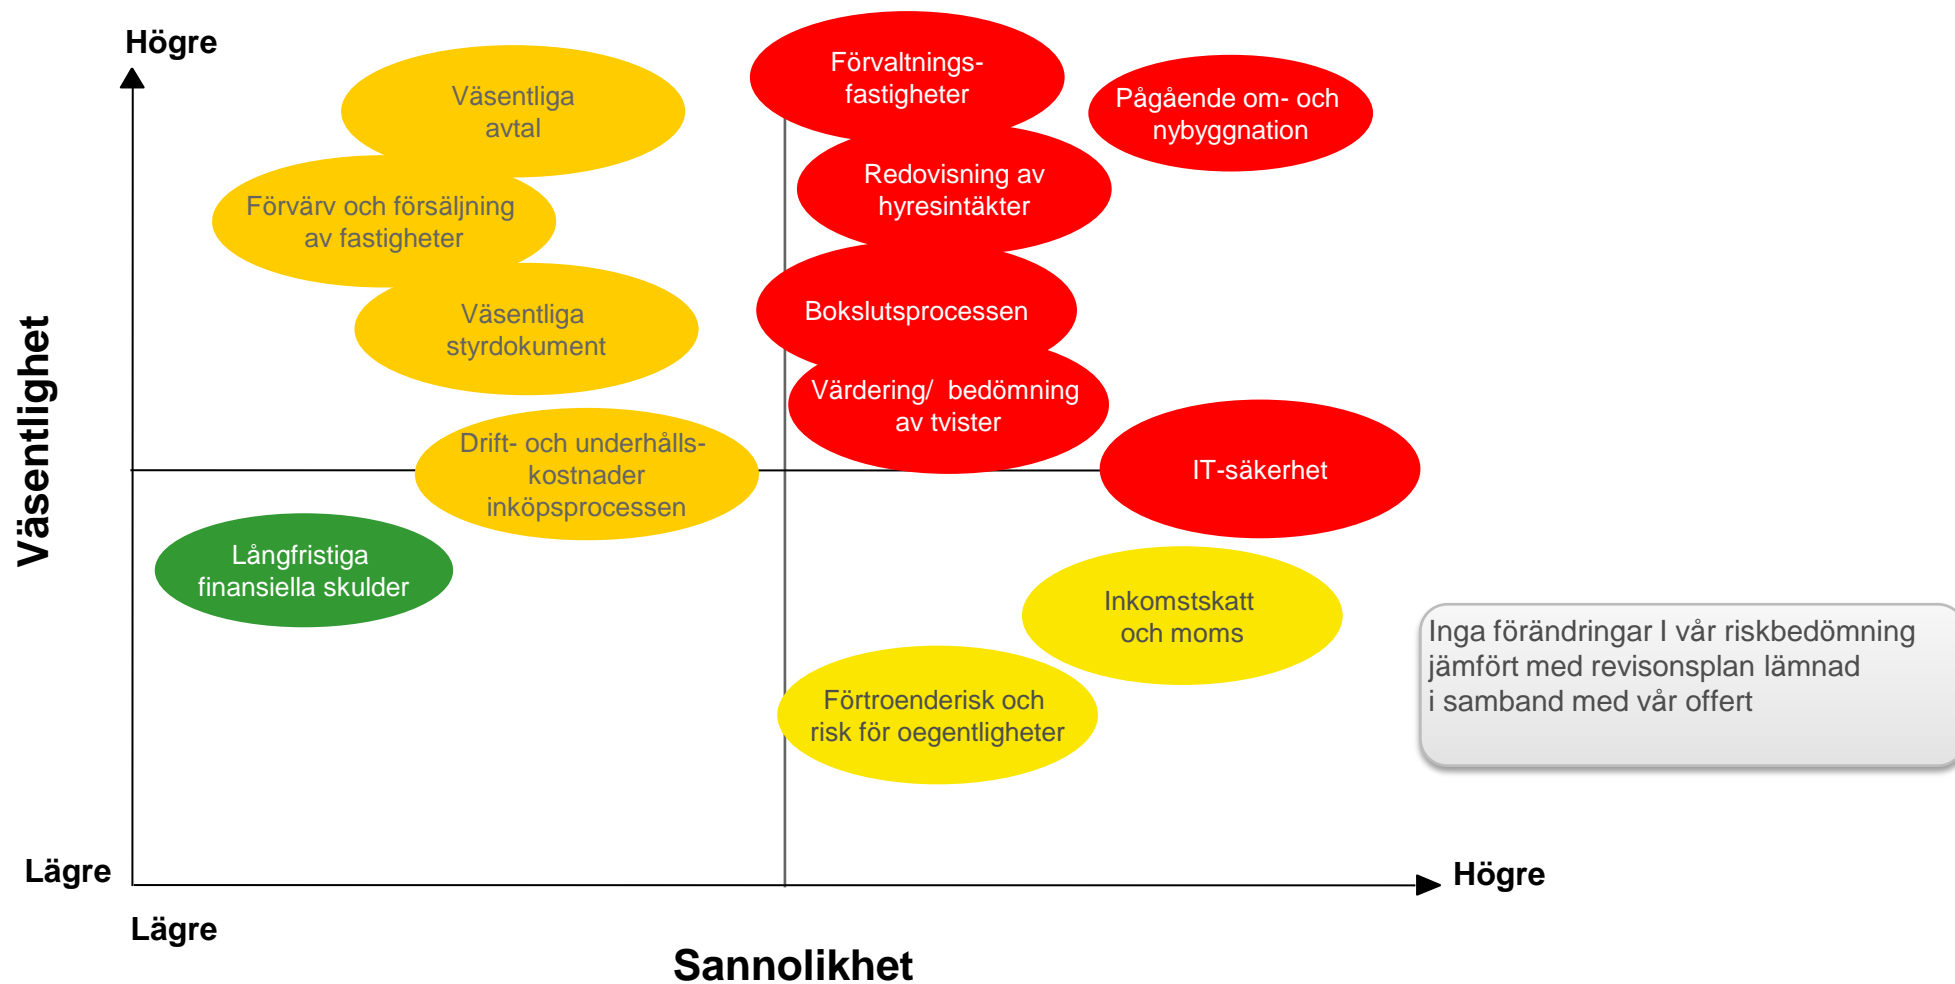 Högre
Väsentlighet
Väsentliga
avtal
Förvärv och försäljning
av fastigheter
Väsentliga
styrdokument
Drift- och underhålls-
kostnader
inköpsprocessen
Långfristiga
finansiella skulder
Förvaltnings-
fastigheter
Pågående om- och
nybyggnation
Redovisning av
hyresintäkter
Bokslutsprocessen
Värdering/ bedömning
av tvister
IT-säkerhet
Inkomstskatt
och moms
Förtroenderisk och
risk för oegentligheter
Inga förändringar I vår riskbedömning
jämfört med revisonsplan lämnad
i samband med vår offert
Lägre
Högre
Lägre
Sannolikhet